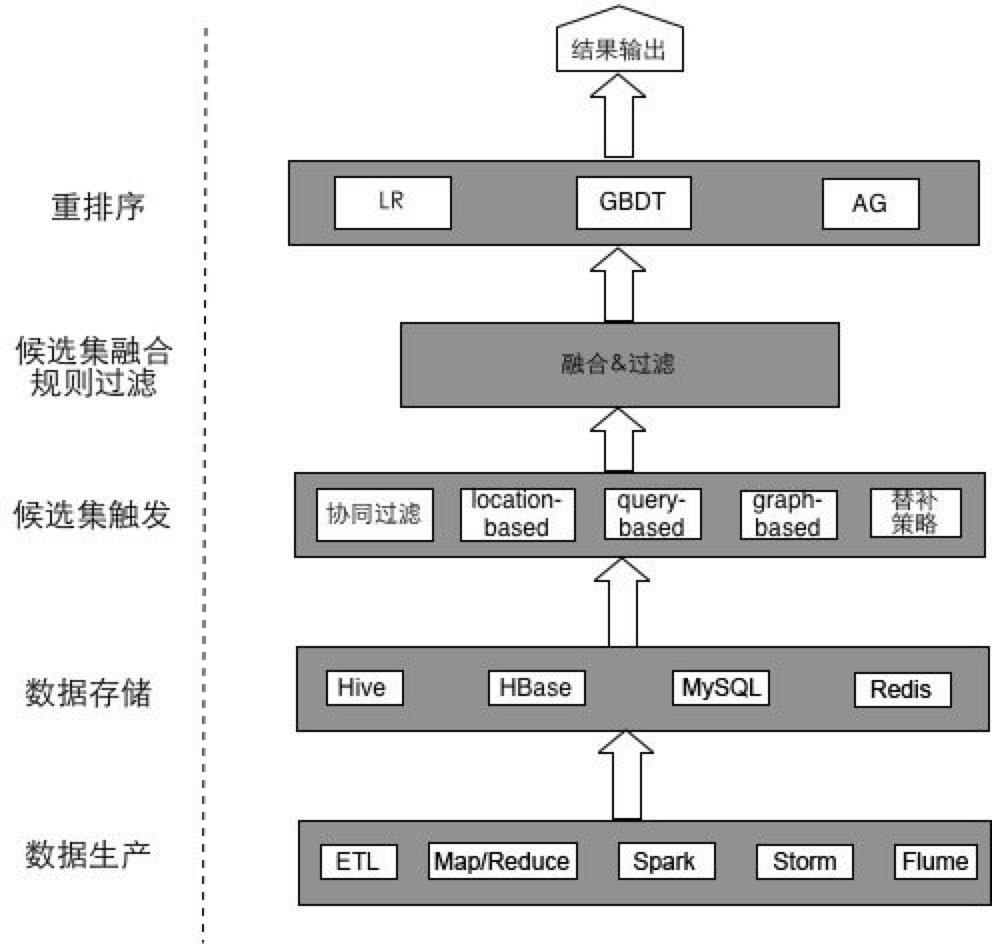 结果输出
重排序
LR
GBDT
AG
候选集融合
规则过滤
融合&过滤
候选集触发
协同过滤
location-
based
query-
based
graph-
based
替补
策略
数据存储
Hive
HBase
MySQL
Redis
数据生产
ETL
Map/Reduce
Spark
Storm
Flume